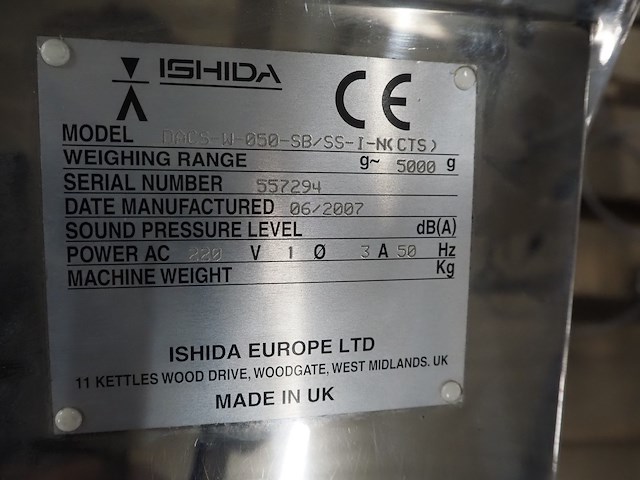 ISHIDA
CE
MODEL DACS-W-050-SB/SS-I-N(CTS)
WEIGHING RANGE g~ 5000 g
SERIAL NUMBER 557294
DATE MANUFACTURED 06/2007
SOUND PRESSURE LEVEL dB(A)
POWER AC 220 V 1 Ø 3 A 50 Hz
MACHINE WEIGHT Kg
ISHIDA EUROPE LTD
11 KETTLES WOOD DRIVE, WOODGATE, WEST MIDLANDS. UK
MADE IN UK